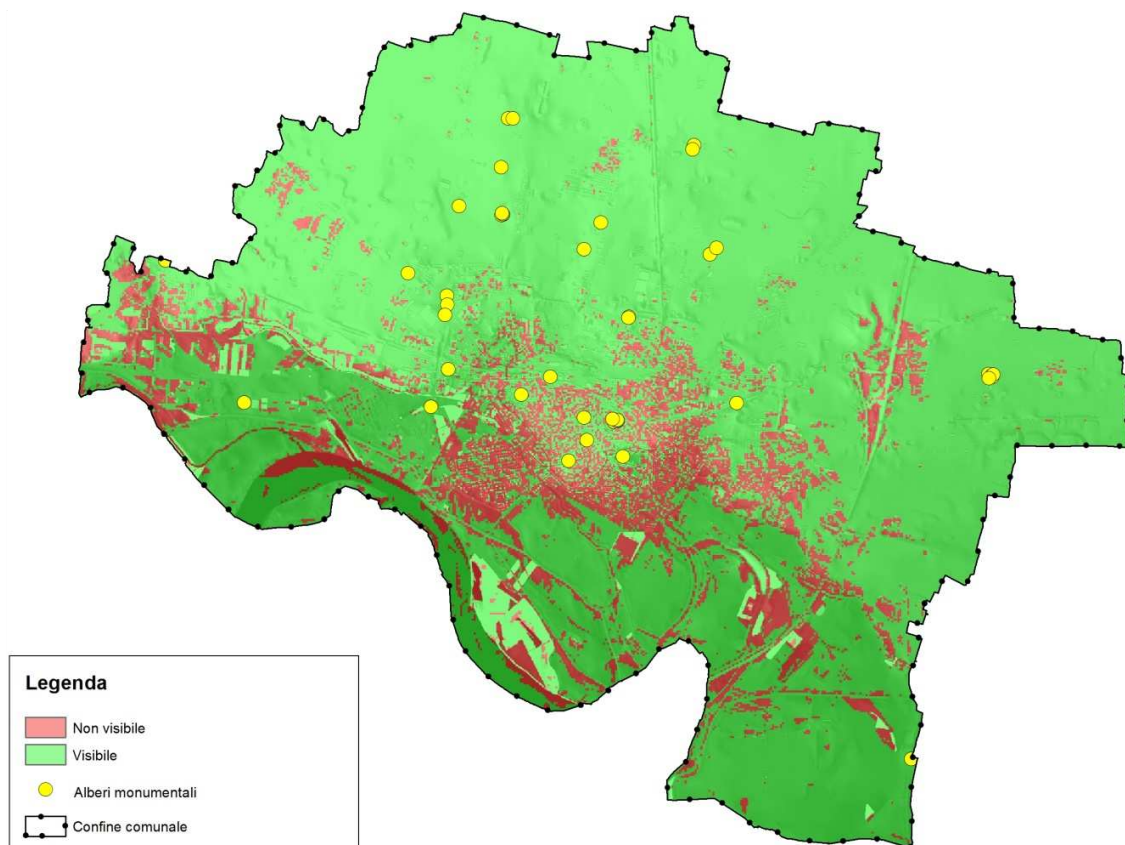 Legenda
Non visibile
Visibile
Alberi monumentali
Confine comunale